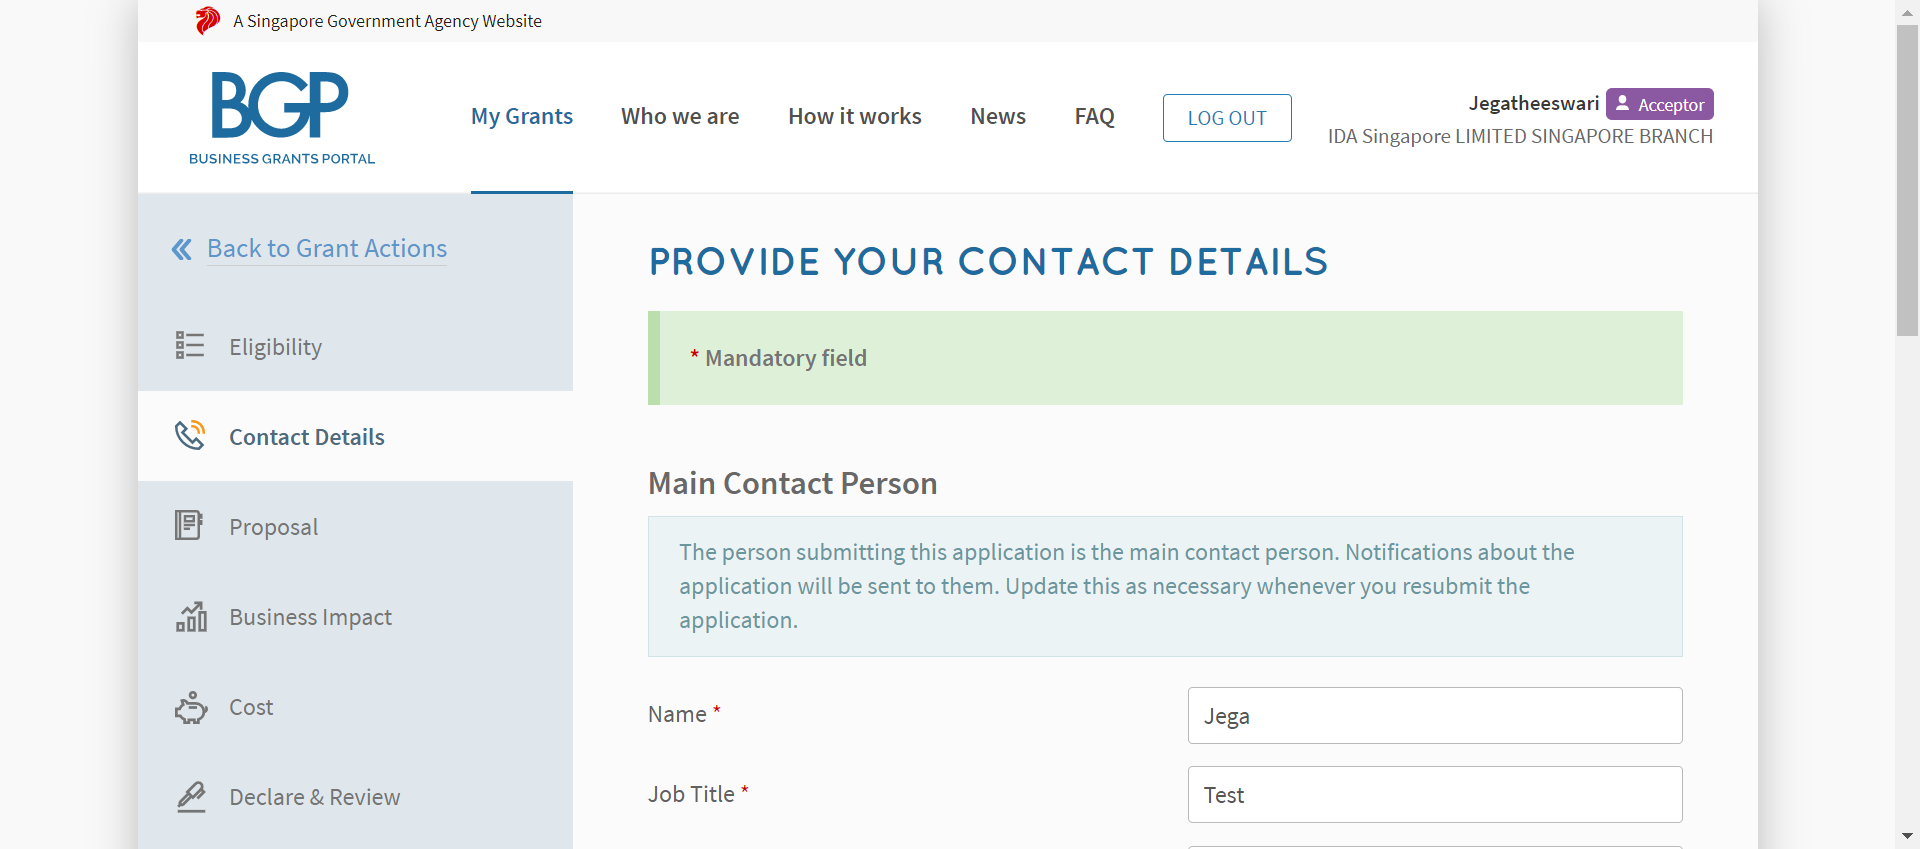 A Singapore Government Agency Website
BGP
BUSINESS GRANTS PORTAL
My Grants
Who we are
How it works
News
FAQ
LOG OUT
Jegatheeswari Acceptor
IDA Singapore LIMITED SINGAPORE BRANCH
Back to Grant Actions
Eligibility
Contact Details
Proposal
Business Impact
Cost
Declare & Review
PROVIDE YOUR CONTACT DETAILS
* Mandatory field
Main Contact Person
The person submitting this application is the main contact person. Notifications about the
application will be sent to them. Update this as necessary whenever you resubmit the
application.
Name *
Jega
Job Title *
Test